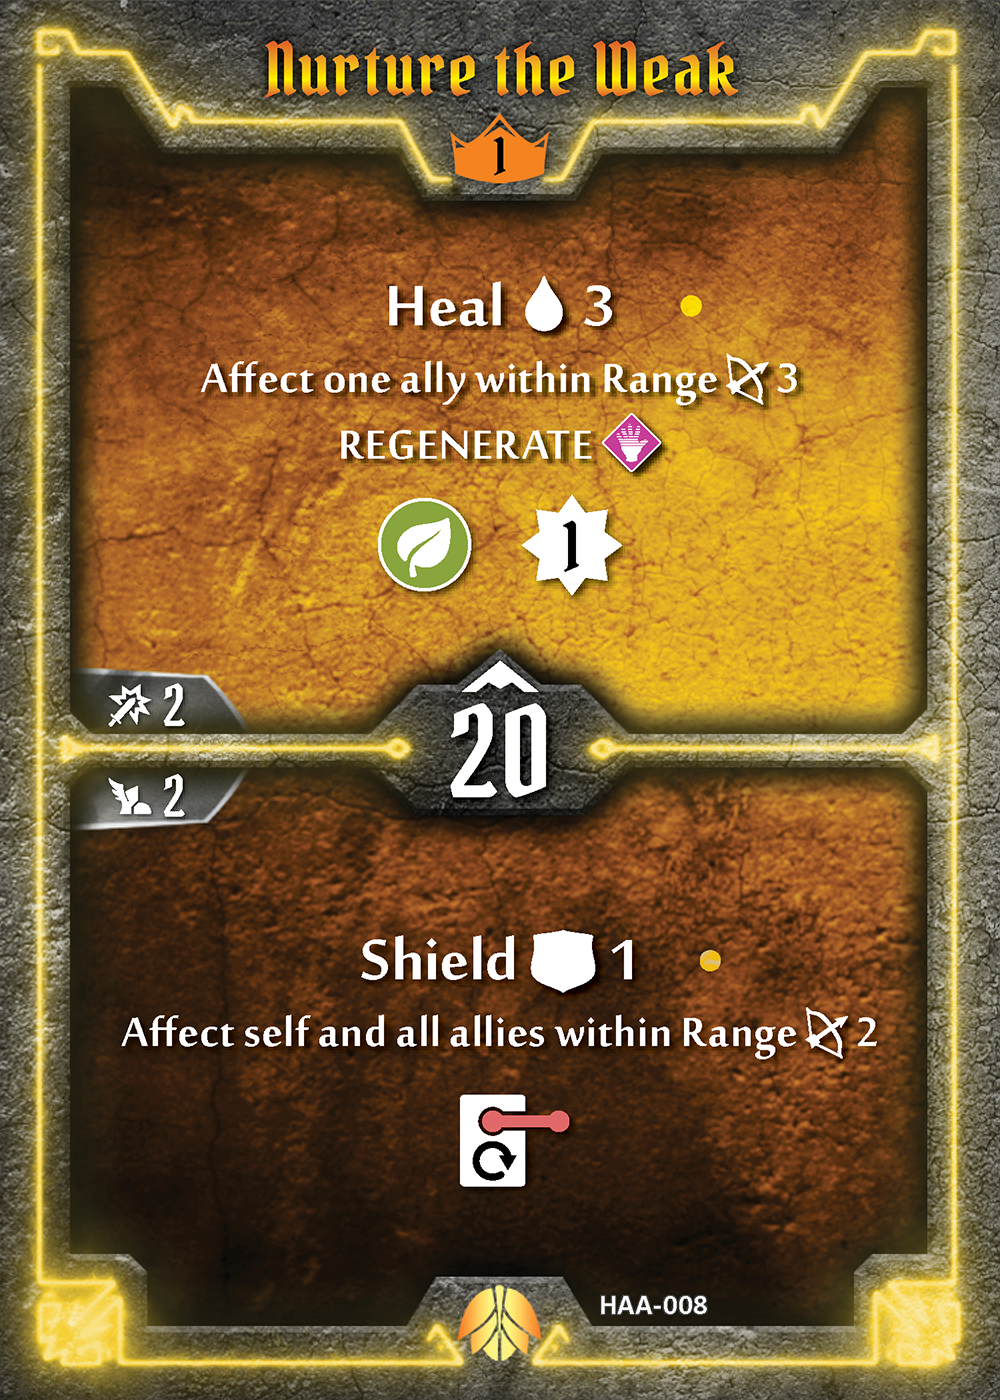 Nurture the Weak
1
Heal 3
Affect one ally within Range 3
REGENERATE
1
2
20
2
Shield 1
Affect self and all allies within Range 2
HAA-008